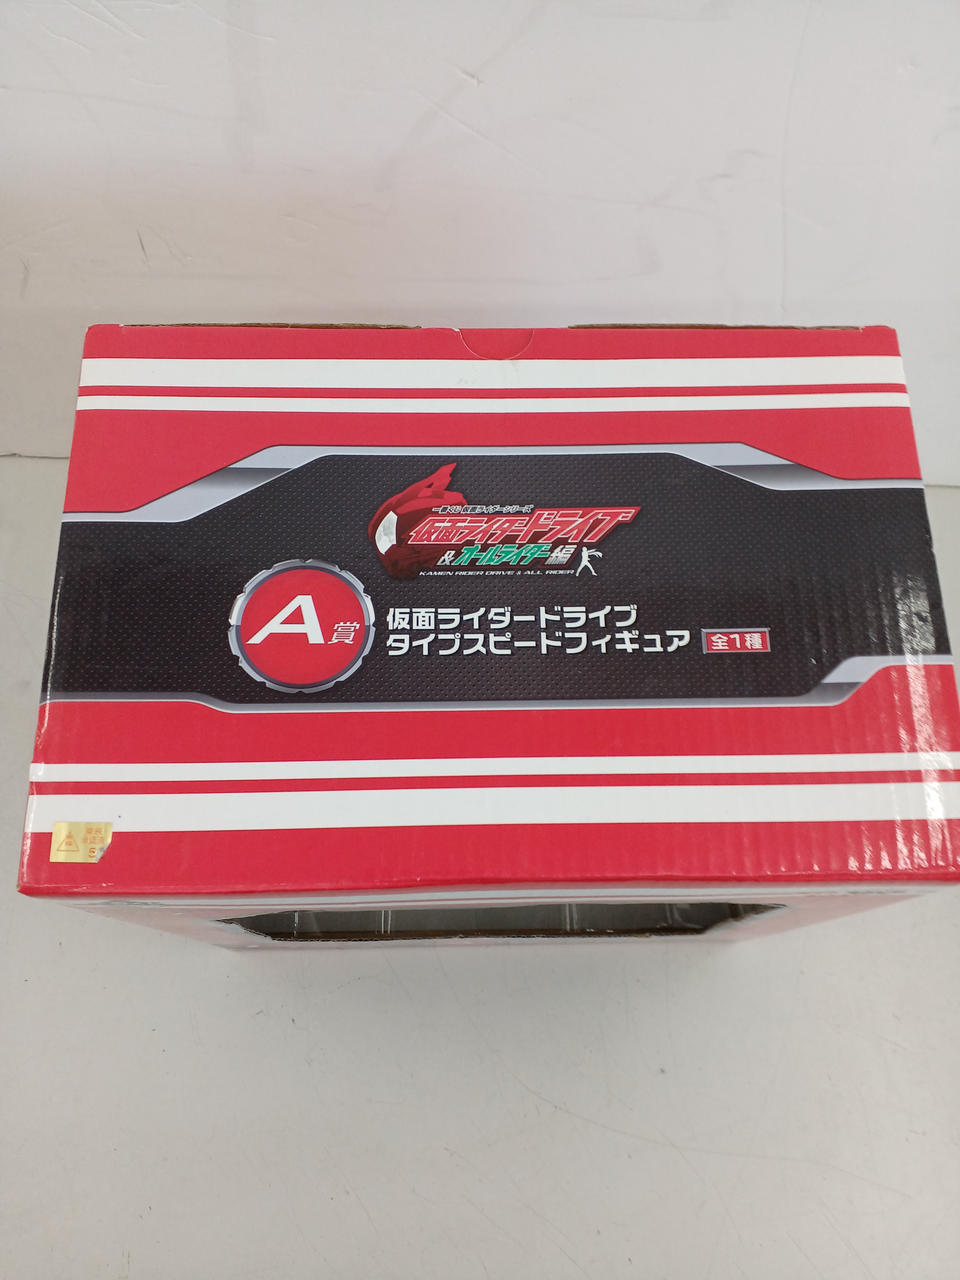 一番くじ 仮面ライダーシリーズ
仮面ライダードライブ
&オールライダー編
KAMEN RIDER DRIVE & ALL RIDER
A賞
仮面ライダードライブ
タイプスピードフィギュア
全1種